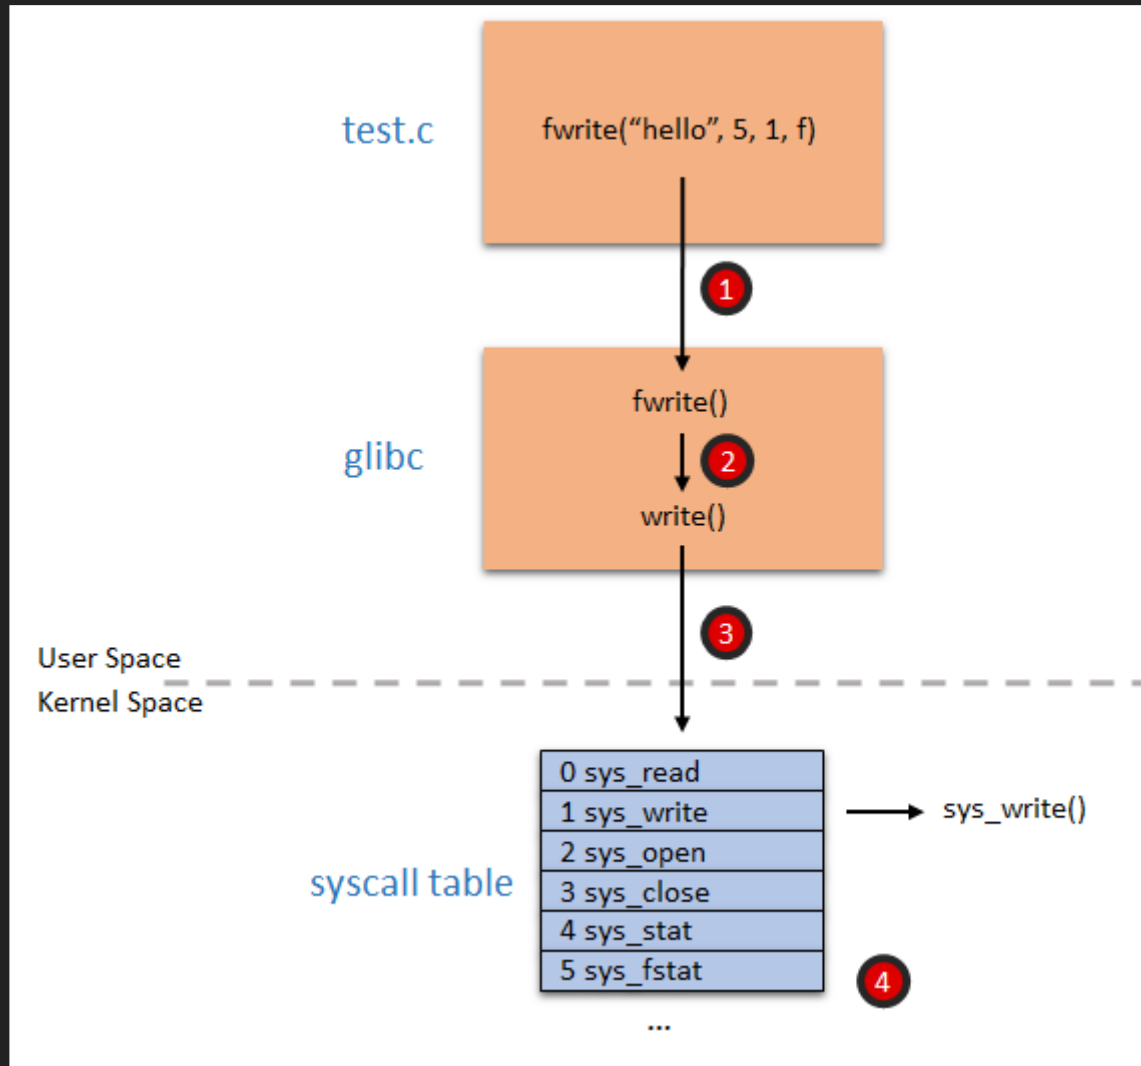 test.c
fwrite(“hello”, 5, 1, f)
1
fwrite()
glibc
2
write()
3
User Space
Kernel Space
0 sys_read
1 sys_write
sys_write()
2 sys_open
syscall table
3 sys_close
4 sys_stat
5 sys_fstat
4
...